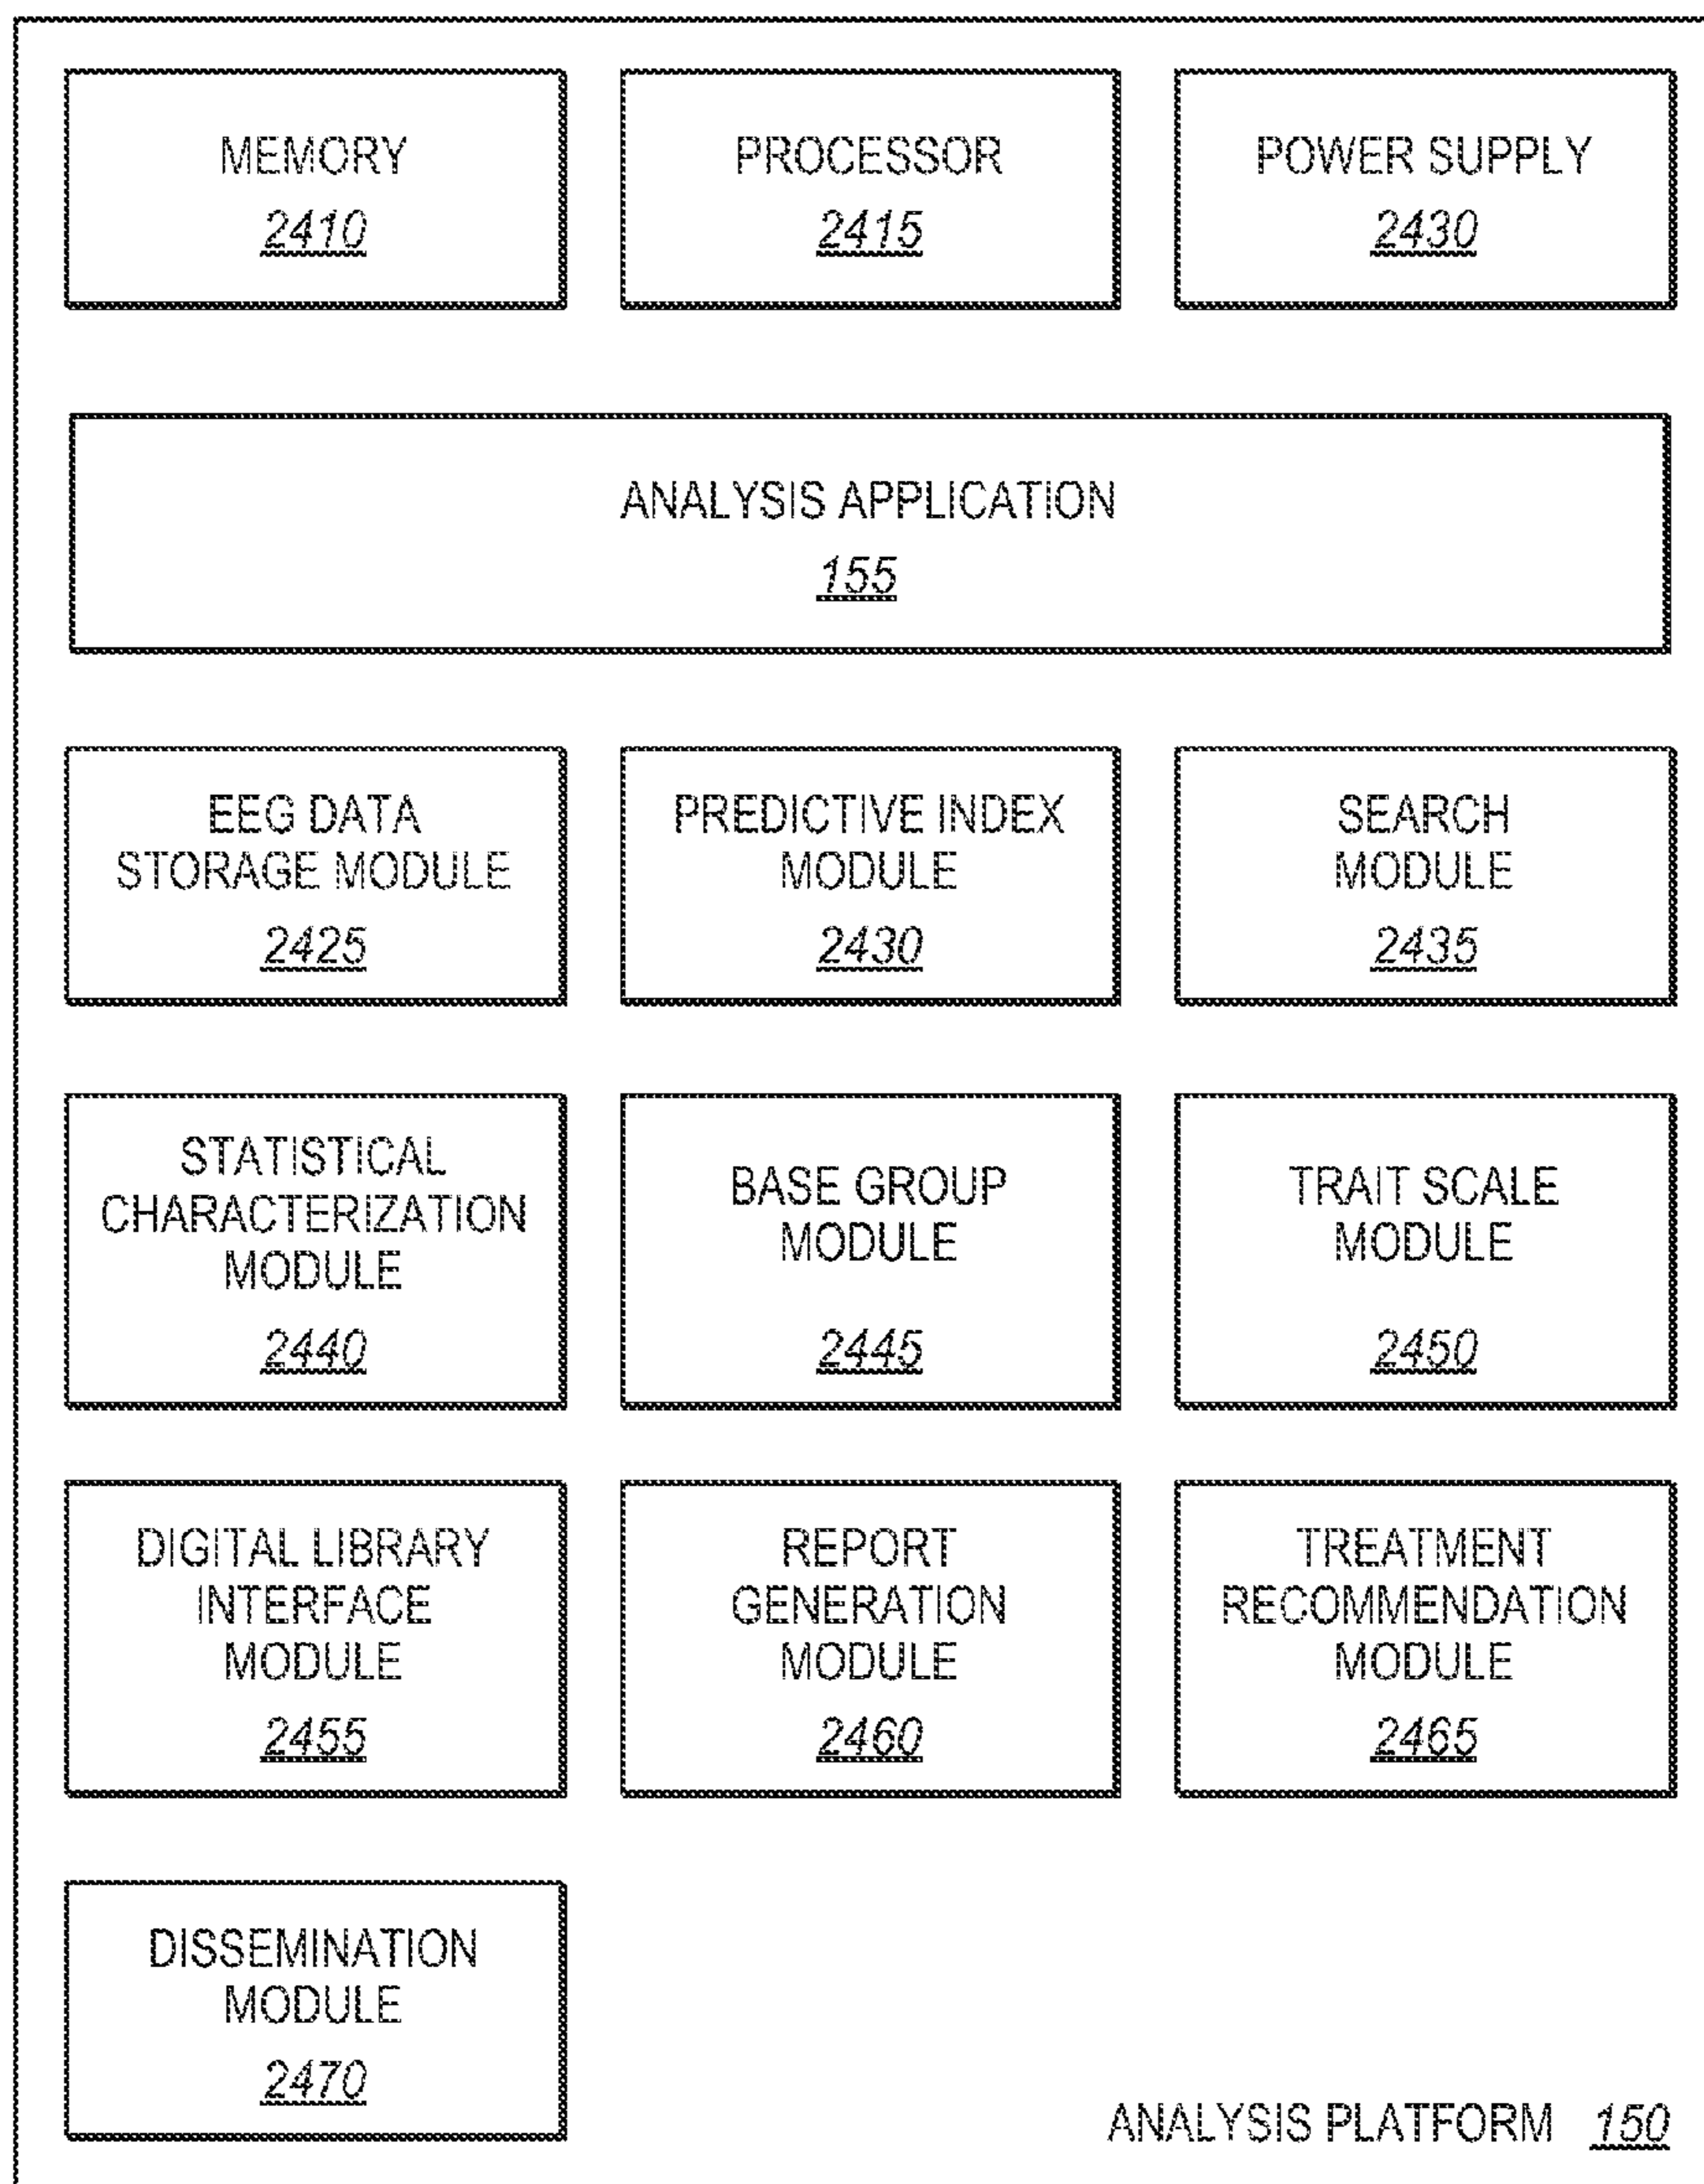 MEMORY
2410
PROCESSOR
2415
POWER SUPPLY
2430
ANALYSIS APPLICATION
155
EEG DATA
STORAGE MODULE
2425
PREDICTIVE INDEX
MODULE
2430
SEARCH
MODULE
2435
STATISTICAL
CHARACTERIZATION
MODULE
2440
BASE GROUP
MODULE
2445
TRAIT SCALE
MODULE
2450
DIGITAL LIBRARY
INTERFACE
MODULE
2455
REPORT
GENERATION
MODULE
2460
TREATMENT
RECOMMENDATION
MODULE
2465
DISSEMINATION
MODULE
2470
ANALYSIS PLATFORM 150